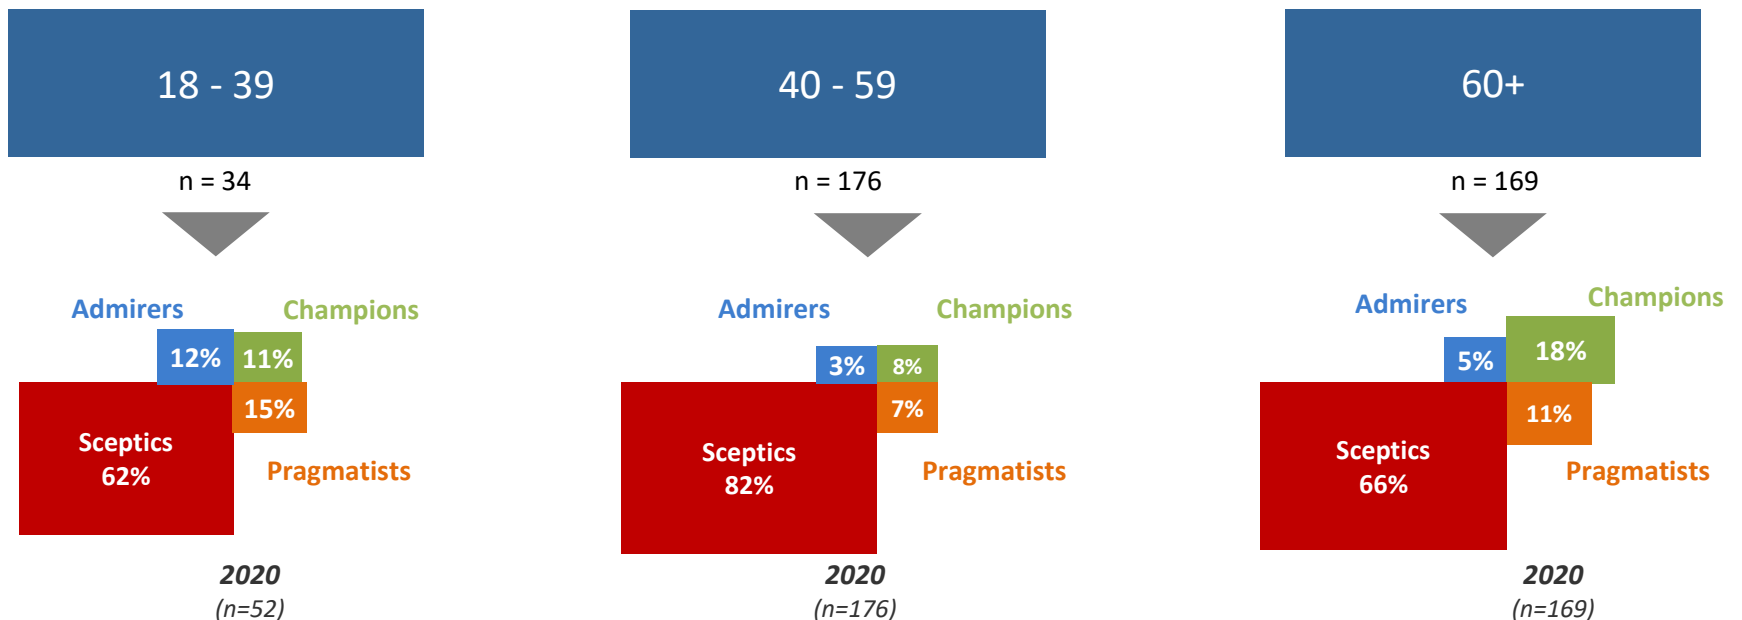 18 - 39
n = 34
Admirers
Champions
12%
11%
15%
Sceptics
62%
Pragmatists
2020
(n=52)
40 - 59
n = 176
Admirers
Champions
3%
8%
7%
Sceptics
82%
Pragmatists
2020
(n=176)
60+
n = 169
Admirers
Champions
5%
18%
11%
Sceptics
66%
Pragmatists
2020
(n=169)